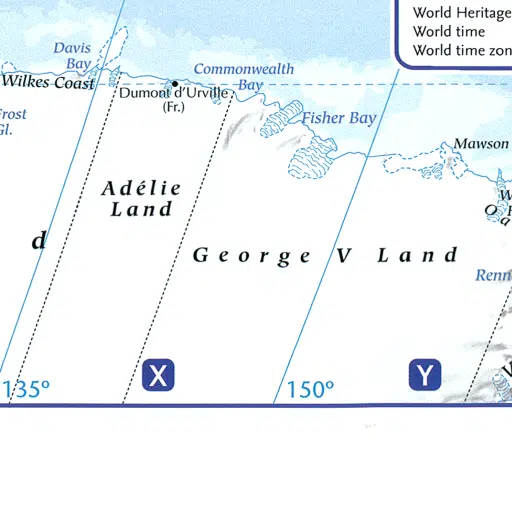 World Heritage
World time
World time zon
Davis
Bay
Wilkes Coast
Commonwealth
Bay
Dumont d'Urville
(Fr.)
Frost
Gl.
Fisher Bay
Mawson
Adélie
Land
d
George V Land
Renn
135°
X
150°
Y